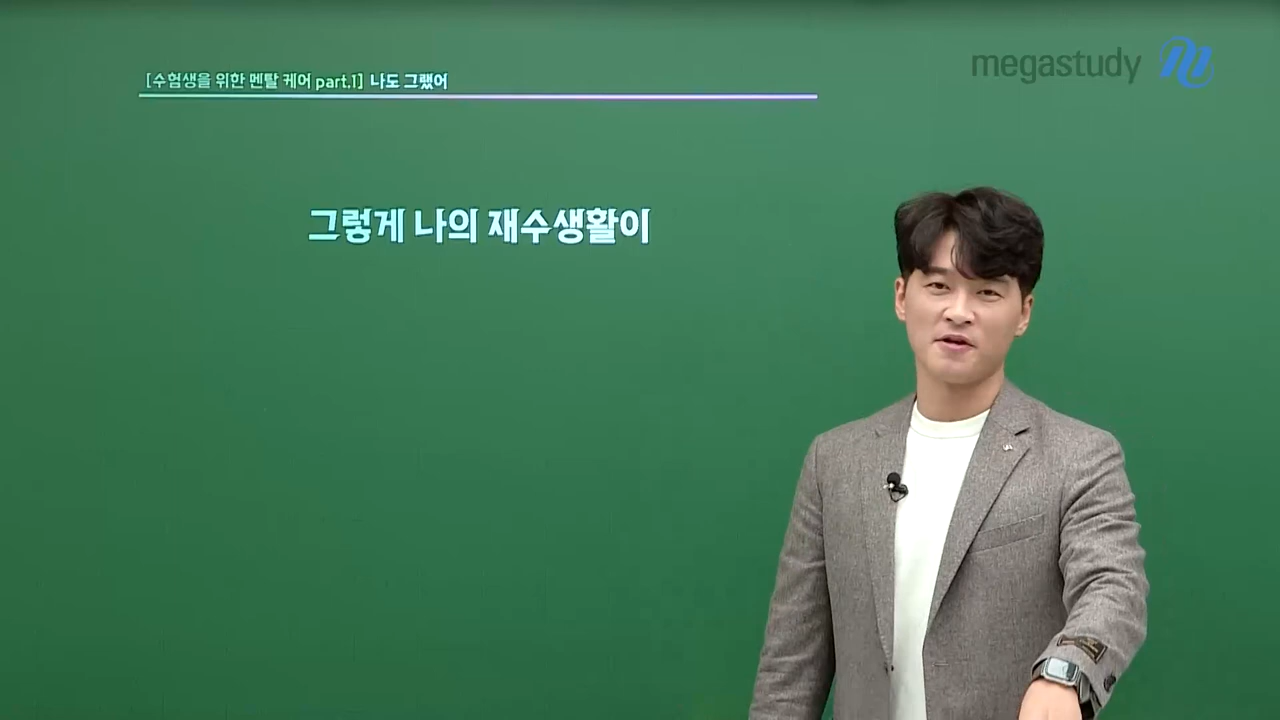 [수험생을 위한 멘탈 케어 part.1] 나도 그랬어
megastudy
그렇게 나의 재수생활이